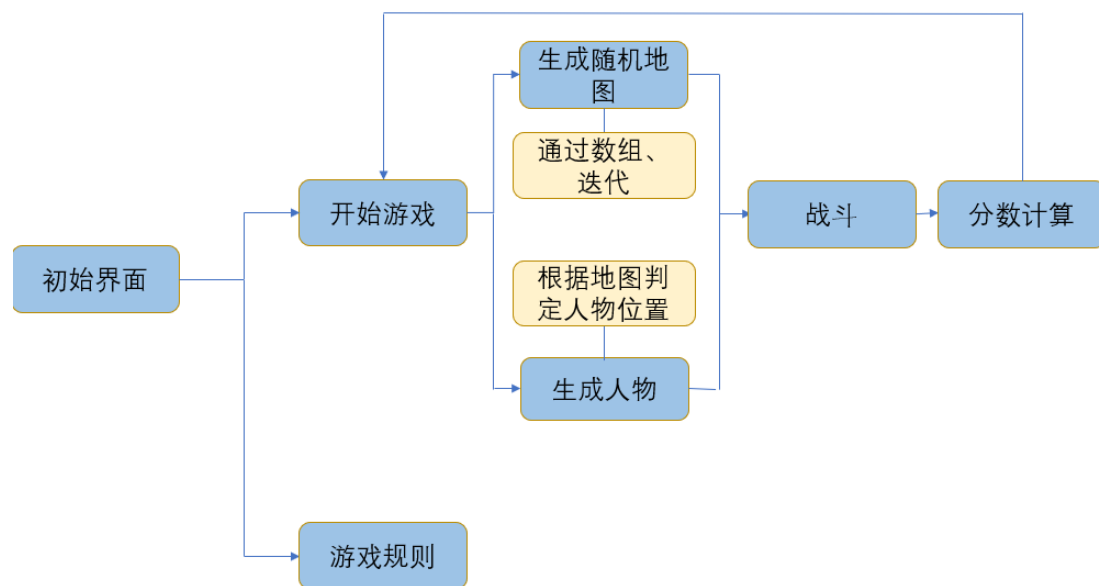 生成随机地
图
通过数组、
迭代
开始游戏
战斗
分数计算
初始界面
根据地图判
定人物位置
生成人物
游戏规则